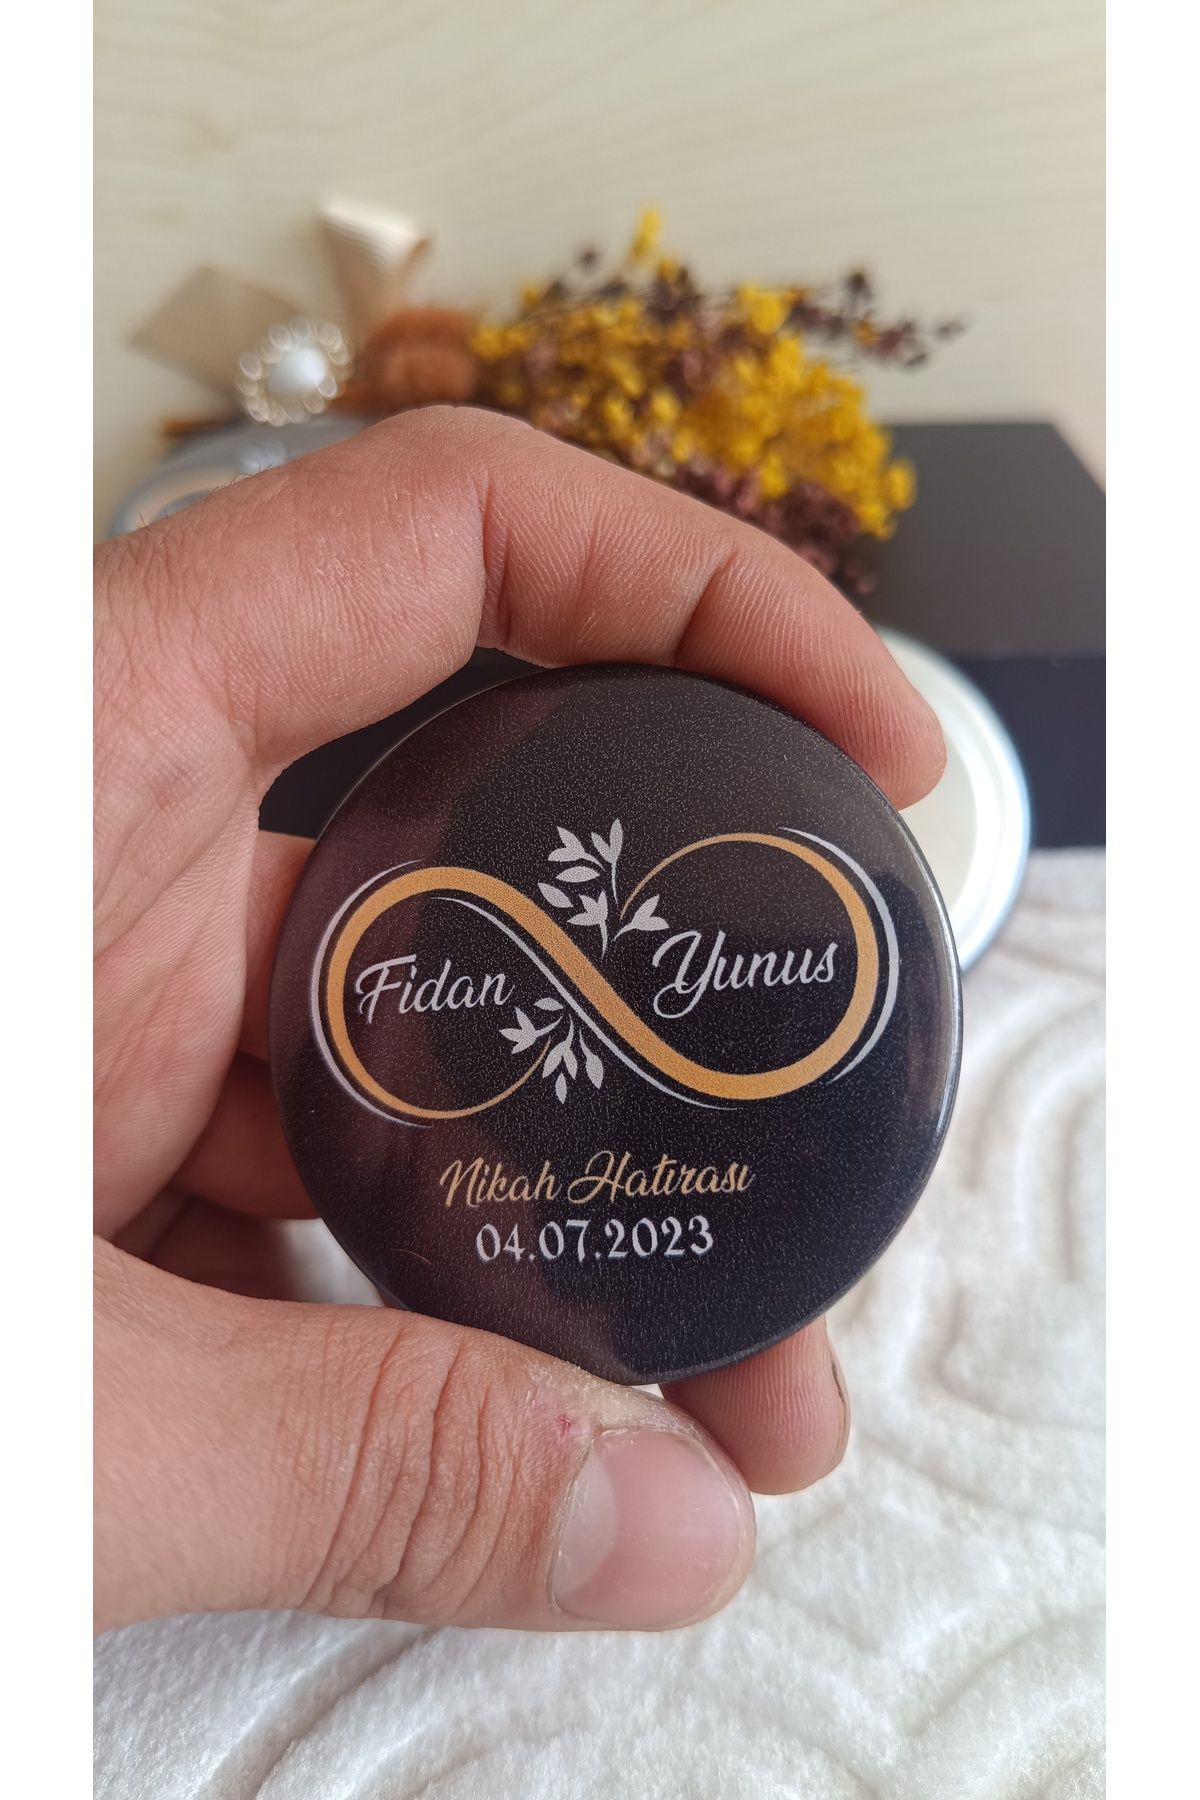 Fidan Yunus
Nikah Hatırası
04.07.2023